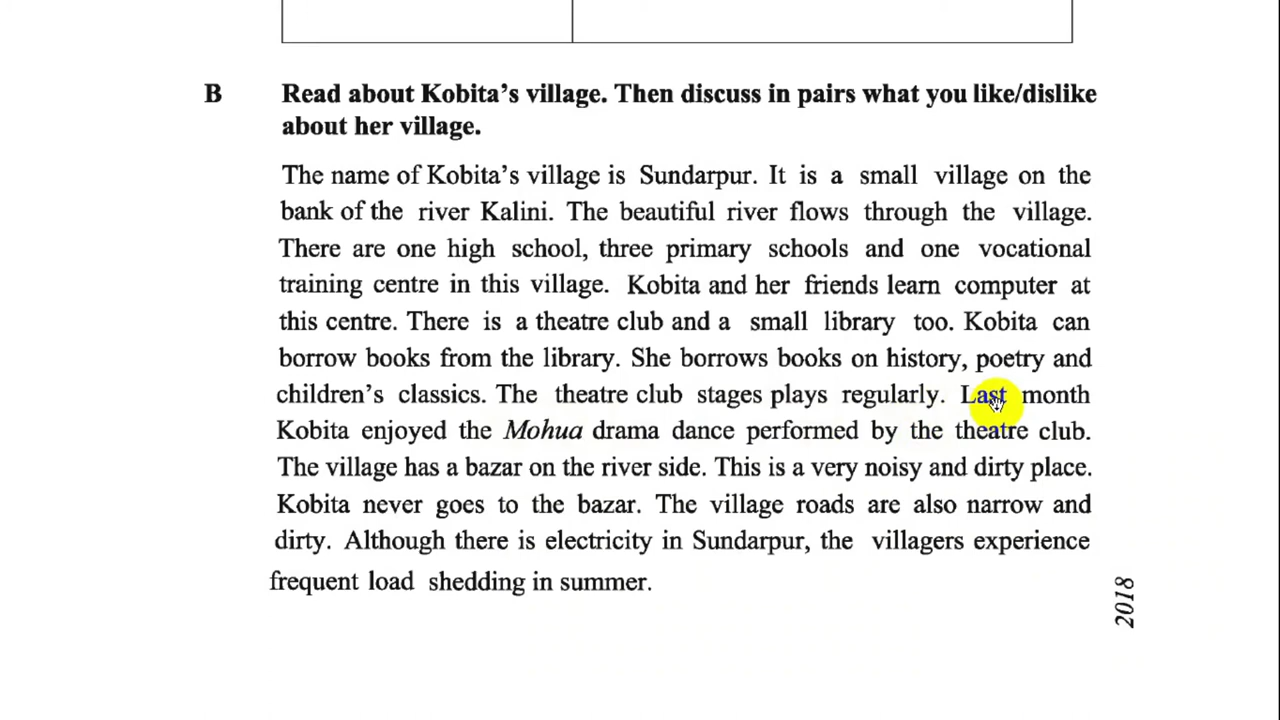 B Read about Kobita’s village. Then discuss in pairs what you like/dislike
about her village.
The name of Kobita’s village is Sundarpur. It is a small village on the
bank of the river Kalini. The beautiful river flows through the village.
There are one high school, three primary schools and one vocational
training centre in this village. Kobita and her friends learn computer at
this centre. There is a theatre club and a small library too. Kobita can
borrow books from the library. She borrows books on history, poetry and
children’s classics. The theatre club stages plays regularly. Last month
Kobita enjoyed the Mohua drama dance performed by the theatre club.
The village has a bazar on the river side. This is a very noisy and dirty place.
Kobita never goes to the bazar. The village roads are also narrow and
dirty. Although there is electricity in Sundarpur, the villagers experience
frequent load shedding in summer.
2018